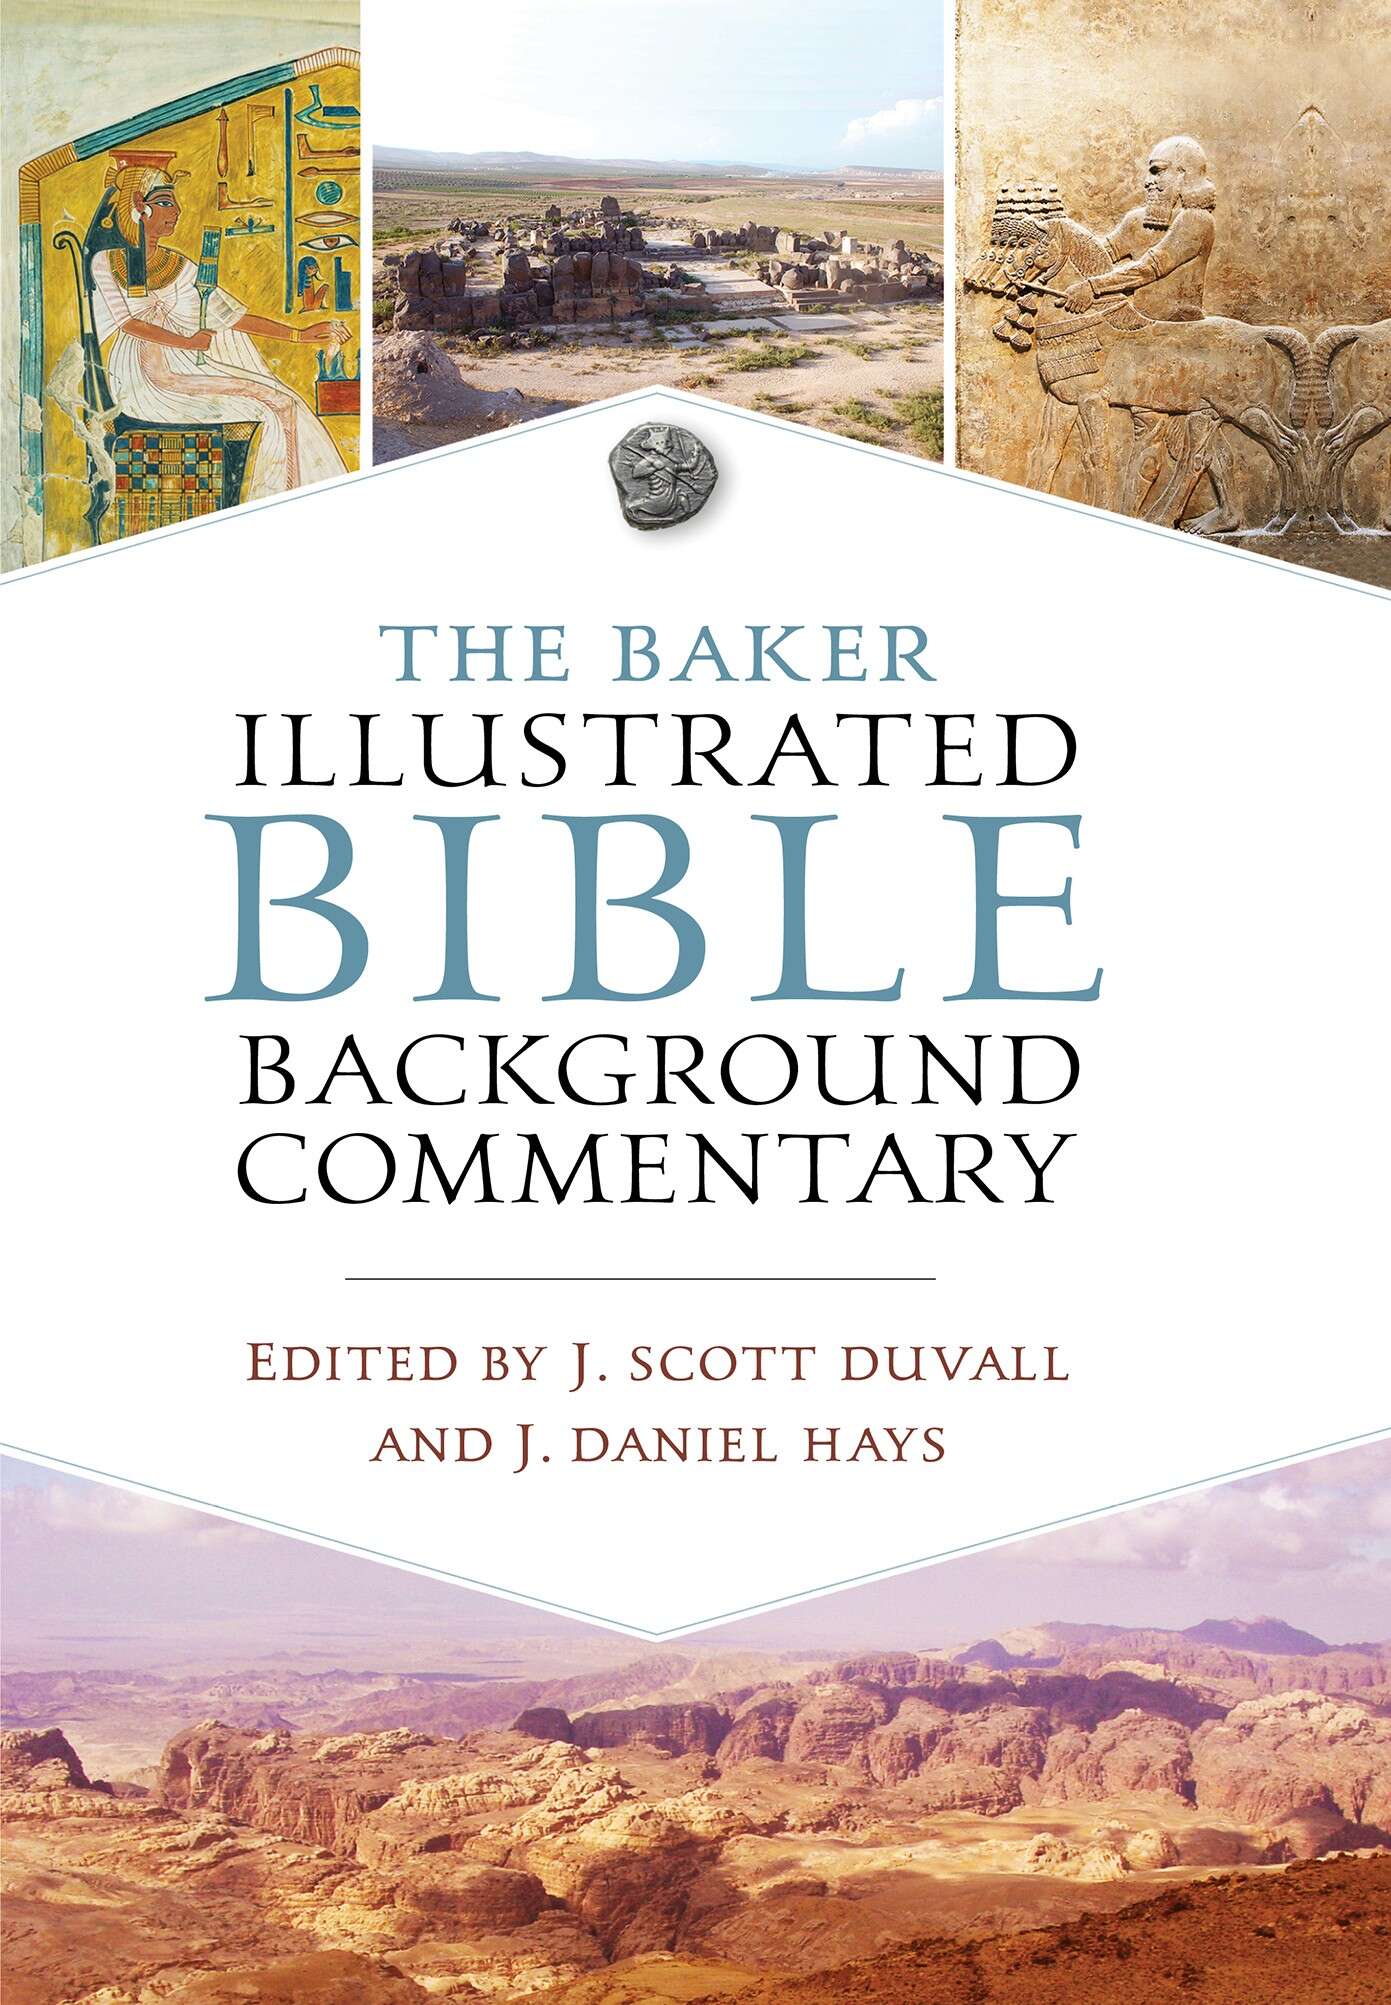 THE BAKER
ILLUSTRATED
BIBLE
BACKGROUND
COMMENTARY
EDITED BY J. SCOTT DUVALL
AND J. DANIEL HAYS